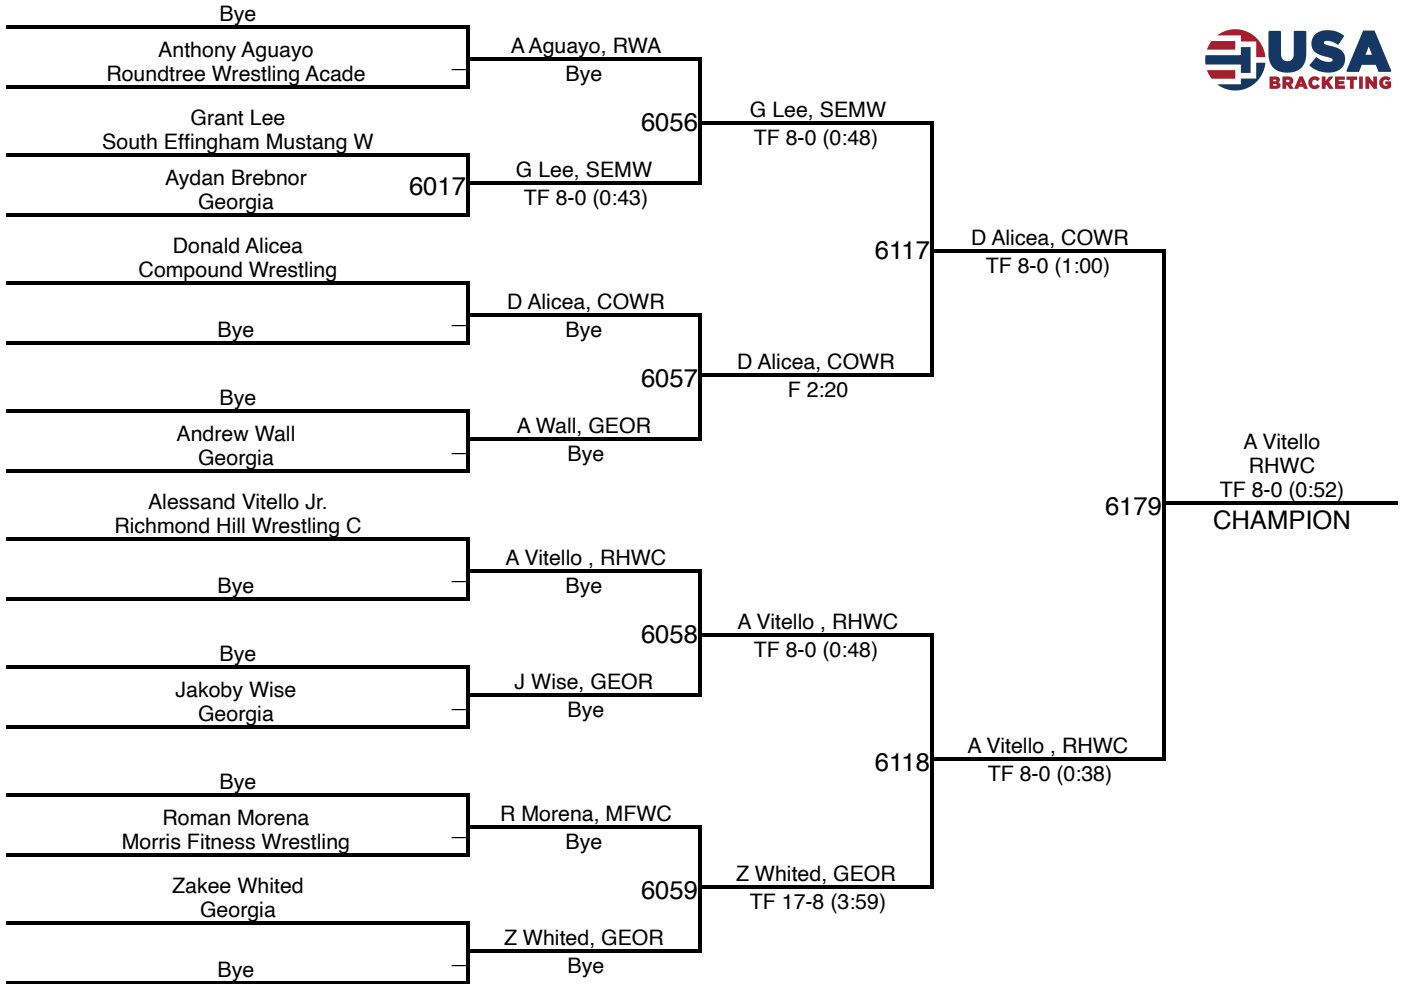 Bye
Anthony Aguayo
Roundtree Wrestling Acade
Grant Lee
South Effingham Mustang W
Aydan Brebnor
Georgia
6017
Donald Alicea
Compound Wrestling
Bye
Bye
Andrew Wall
Georgia
Alessand Vitello Jr.
Richmond Hill Wrestling C
Bye
Bye
Jakoby Wise
Georgia
Bye
Roman Morena
Morris Fitness Wrestling
Zakee Whited
Georgia
Bye
A Aguayo, RWA
Bye
6056
G Lee, SEMW
TF 8-0 (0:43)
D Alicea, COWR
Bye
6057
A Wall, GEOR
Bye
A Vitello , RHWC
Bye
6058
J Wise, GEOR
Bye
R Morena, MFWC
Bye
6059
Z Whited, GEOR
Bye
G Lee, SEMW
TF 8-0 (0:48)
6117
D Alicea, COWR
F 2:20
A Vitello , RHWC
TF 8-0 (0:48)
6118
Z Whited, GEOR
TF 17-8 (3:59)
D Alicea, COWR
TF 8-0 (1:00)
6179
A Vitello , RHWC
TF 8-0 (0:38)
USA
BRACKETING
A Vitello
RHWC
TF 8-0 (0:52)
CHAMPION